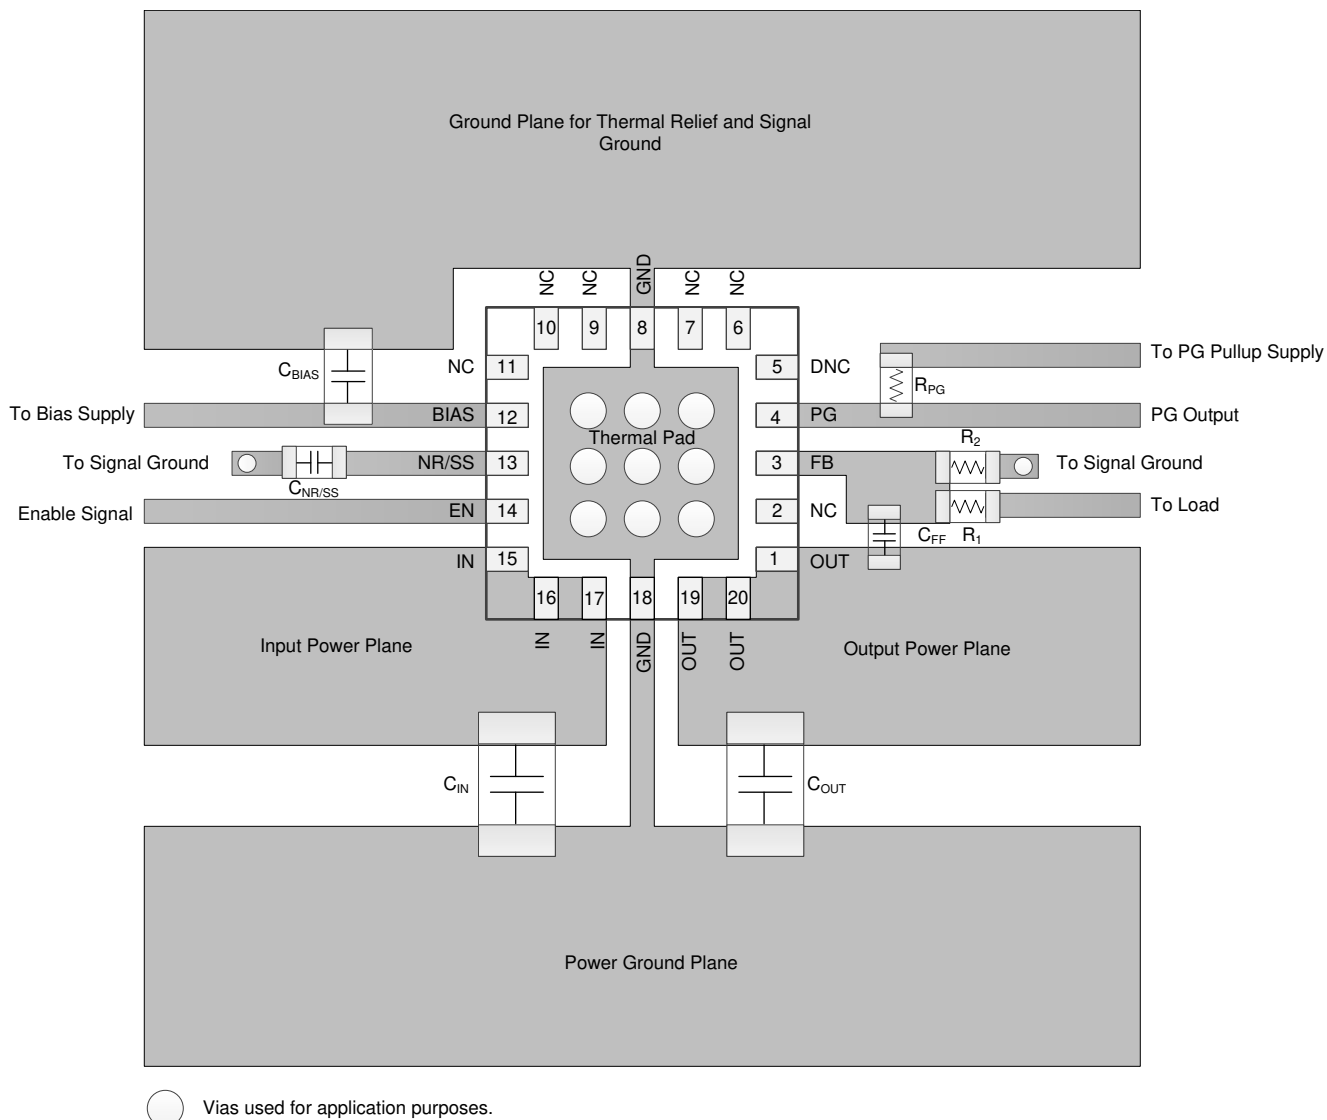 Ground Plane for Thermal Relief and Signal
Ground
NC
NC
GND
NC
NC
10
9
8
7
6
NC
11
5
DNC
To PG Pullup Supply
CBIAS
RPG
To Bias Supply
BIAS
12
4
PG
PG Output
Thermal Pad
R2
To Signal Ground
NR/SS
13
3
FB
To Signal Ground
CNR/SS
Enable Signal
EN
14
2
NC
To Load
CFF
R1
IN
15
1
OUT
16
17
18
19
20
IN
IN
GND
OUT
OUT
Input Power Plane
Output Power Plane
CIN
COUT
Power Ground Plane
Vias used for application purposes.